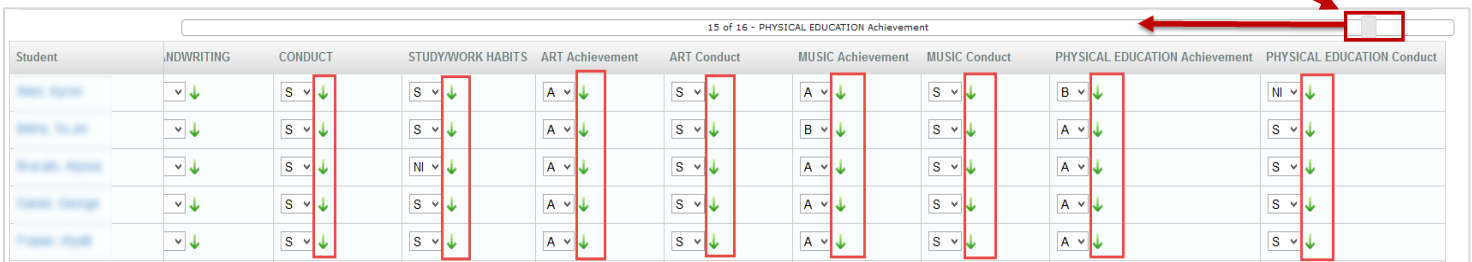 15 of 16 - PHYSICAL EDUCATION Achievement
Student NDWRITING CONDUCT STUDY/WORK HABITS ART Achievement ART Conduct MUSIC Achievement MUSIC Conduct PHYSICAL EDUCATION Achievement PHYSICAL EDUCATION Conduct
S S A S A S B NI
S S A S B S A S
S NI A S A S A S
S S A S A S A S
S S A S A S A S